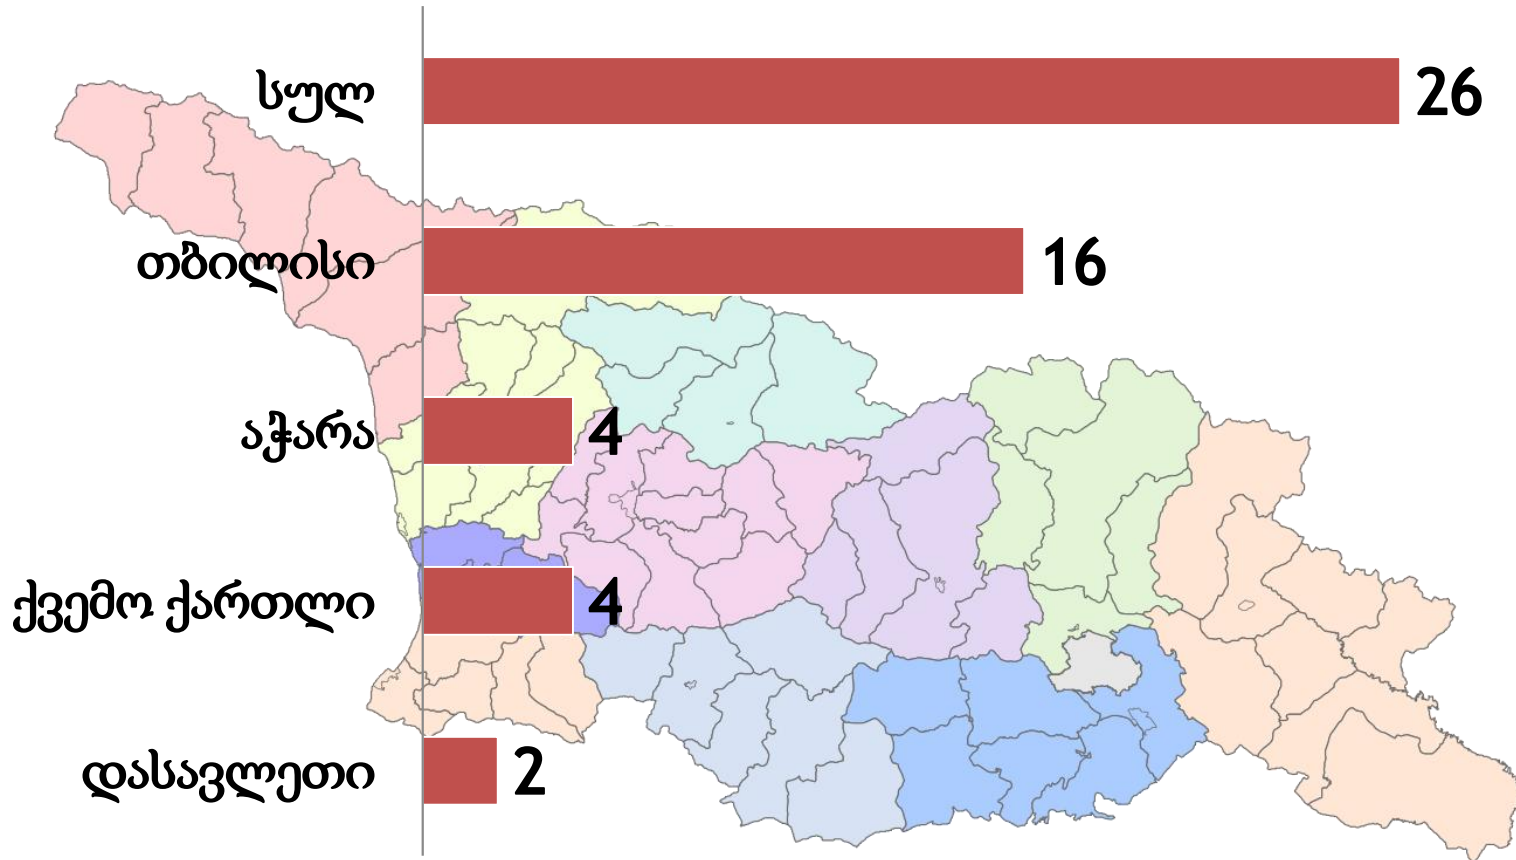 სულ 26
თბილისი 16
აჭარა 4
ქვემო ქართლი 4
დასავლეთი 2